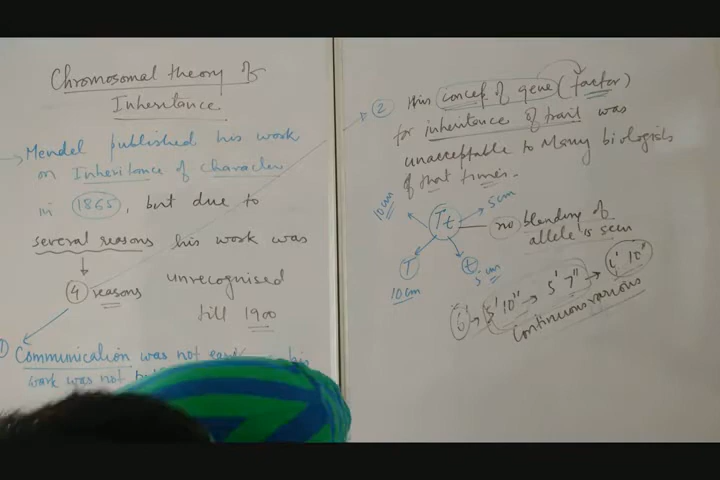 Chromosomal theory of
Inheritance.
→ Mendel published his work
on Inheritance of character
in 1865, but due to
several reasons his work was
4 reasons unrecognised
till 1900
1 Communication was not his
work was not
→ 2 His concept of gene (factor)
for inheritance of trait was
unacceptable to Many biologists
of that times.
10 cm Tt 5 cm
no blending of
allele is seen
T t
10 cm 5 cm
6' → 5' 10" → 5' 7" → 10"
Continuous